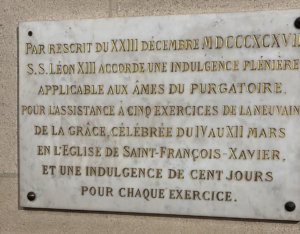 PAR RESCRIT DU XXIII DÉCEMBRE MDCCCXCVI
S.S. LÉON XIII ACCORDE UNE INDULGENCE PLÉNIÈRE
APPLICABLE AUX ÂMES DU PURGATOIRE,
POUR L'ASSISTANCE À CINQ EXERCICES DE LA NEUVAINE
DE LA GRÂCE, CÉLÉBRÉE DU IV AU XII MARS
EN L'ÉGLISE DE SAINT-FRANÇOIS-XAVIER,
ET UNE INDULGENCE DE CENT JOURS
POUR CHAQUE EXERCICE.